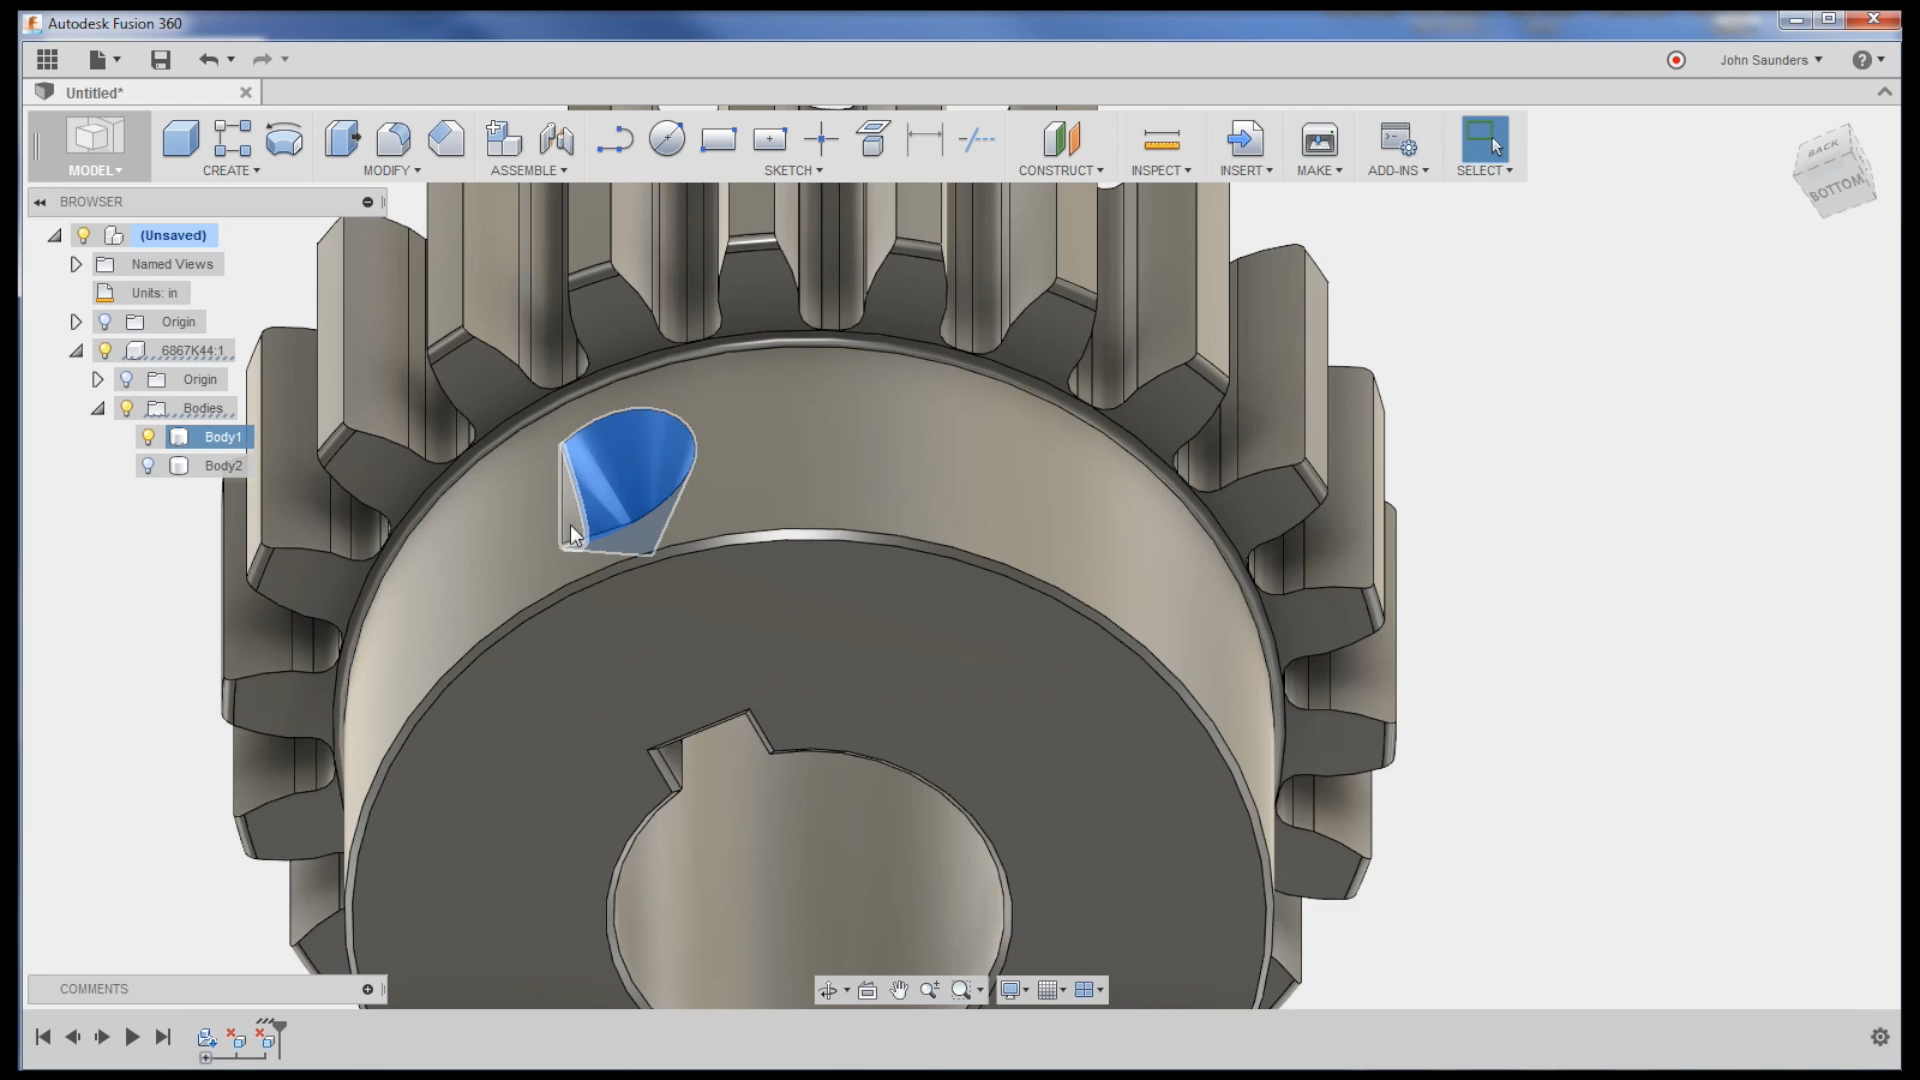 Autodesk Fusion 360
John Saunders
Untitled*
MODEL
CREATE
MODIFY
ASSEMBLE
SKETCH
CONSTRUCT
INSPECT
INSERT
MAKE
ADD-INS
SELECT
BACK
BOTTOM
BROWSER
(Unsaved)
Named Views
Units: in
Origin
6867K44:1
Origin
Bodies
Body1
Body2
COMMENTS